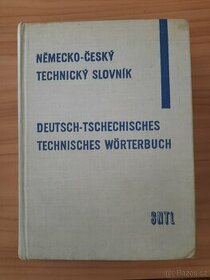 NĚMECKO-ČESKÝ
TECHNICKÝ SLOVNÍK
DEUTSCH-TSCHECHISCHES
TECHNISCHES WÖRTERBUCH
SNTL